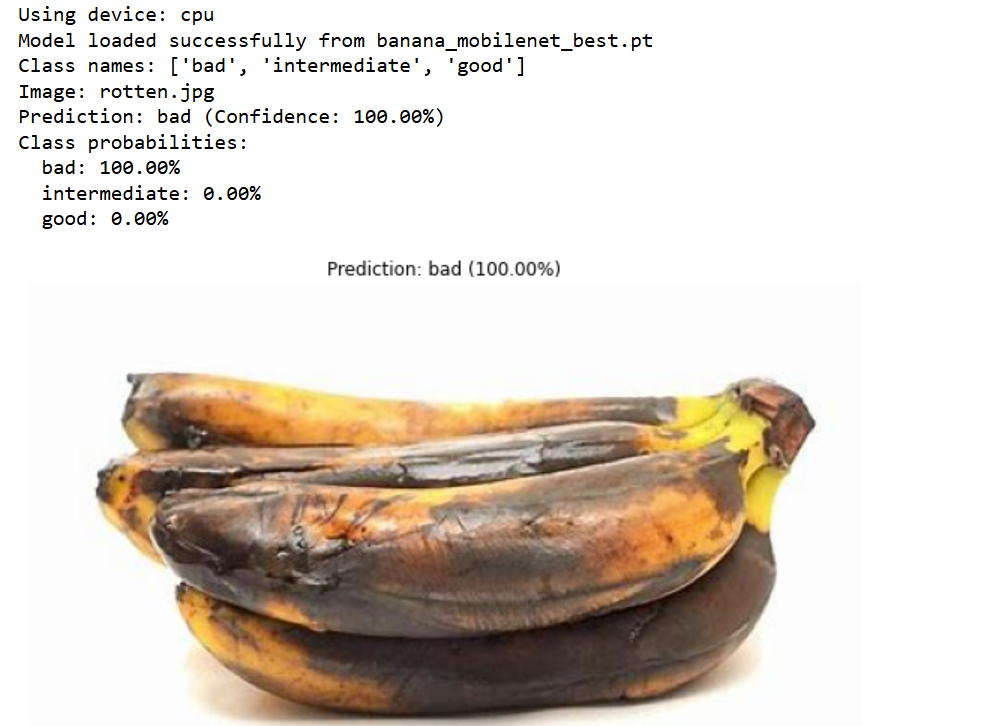 Using device: cpu
Model loaded successfully from banana_mobilenet_best.pt
Class names: ['bad', 'intermediate', 'good']
Image: rotten.jpg
Prediction: bad (Confidence: 100.00%)
Class probabilities:
  bad: 100.00%
  intermediate: 0.00%
  good: 0.00%
Prediction: bad (100.00%)